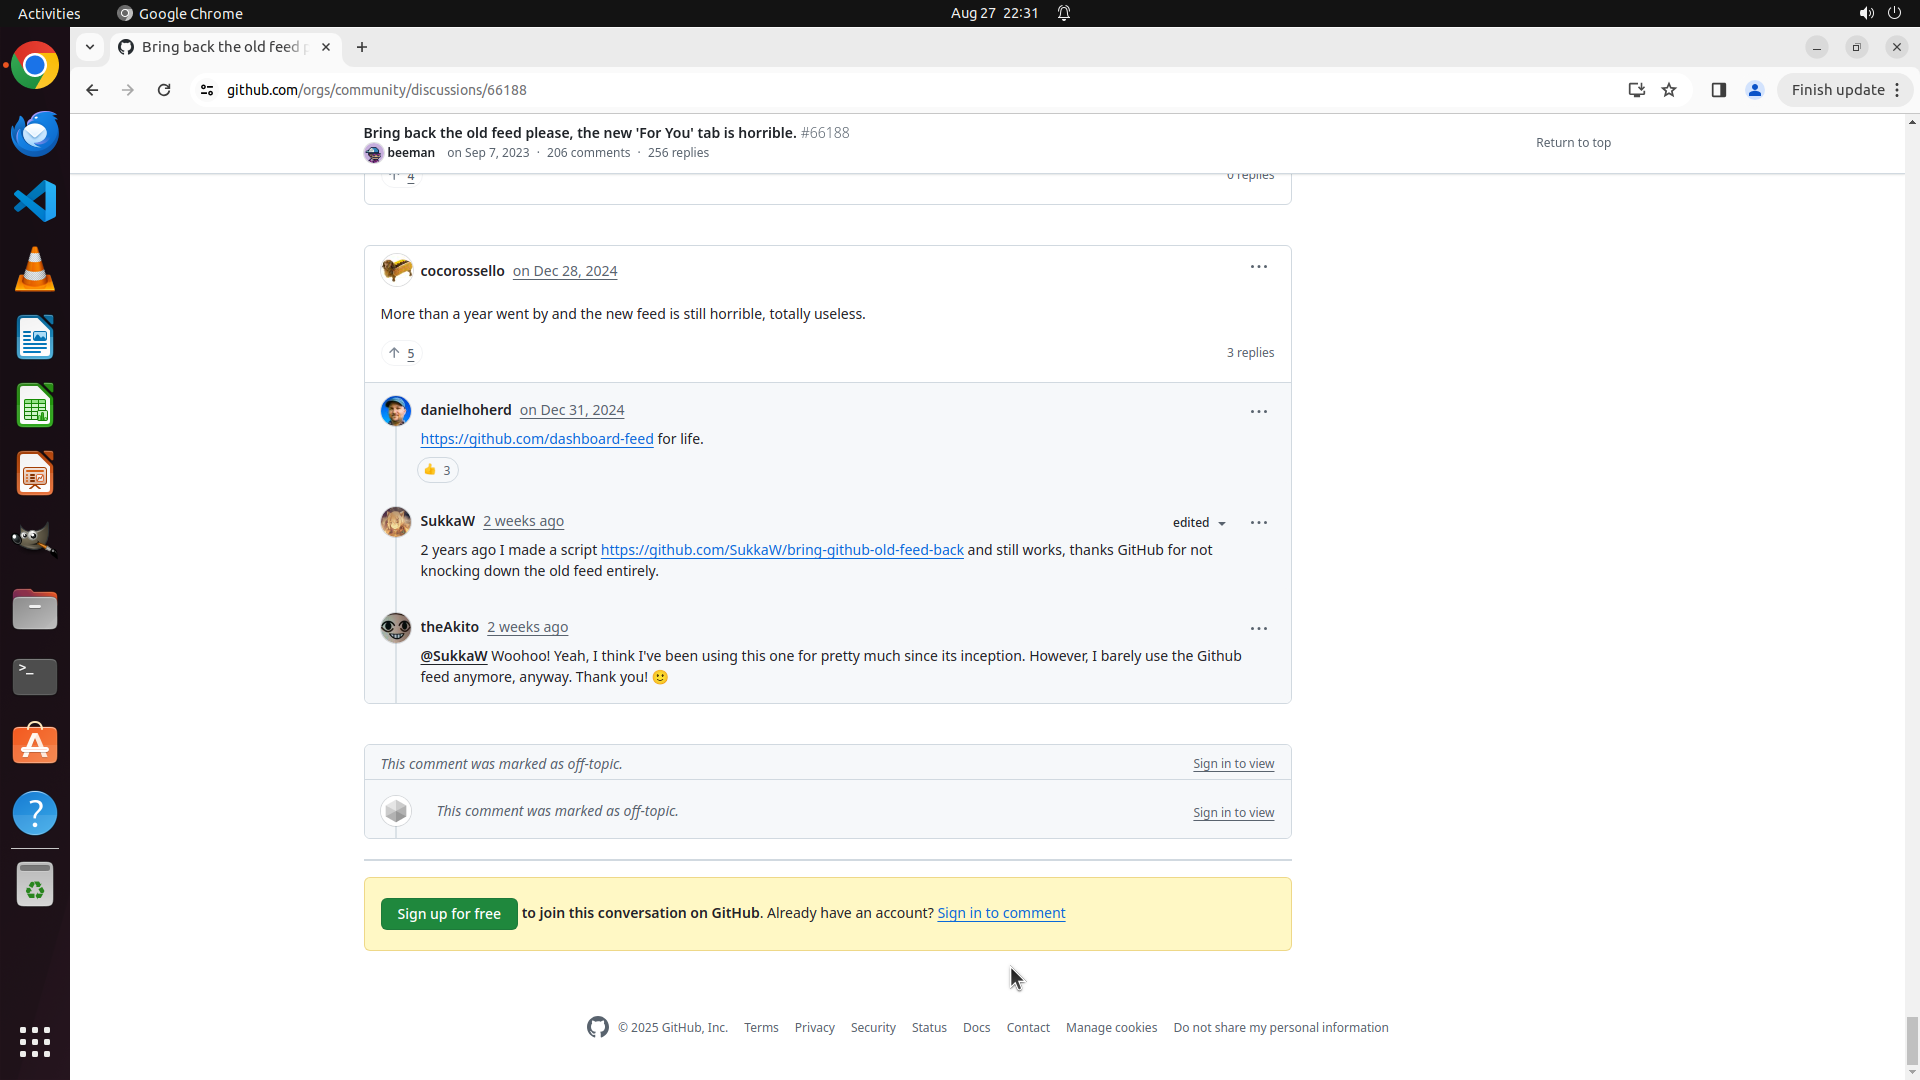 Activities
Google Chrome
Aug 27 22:31
Bring back the old feed p
github.com/orgs/community/discussions/66188
Finish update
Bring back the old feed please, the new 'For You' tab is horrible. #66188
beeman on Sep 7, 2023 · 206 comments · 256 replies
Return to top
4
0 replies
cocorossello on Dec 28, 2024
More than a year went by and the new feed is still horrible, totally useless.
5
3 replies
danielhoherd on Dec 31, 2024
https://github.com/dashboard-feed for life.
3
SukkaW 2 weeks ago
edited
2 years ago I made a script https://github.com/SukkaW/bring-github-old-feed-back and still works, thanks GitHub for not
knocking down the old feed entirely.
theAkito 2 weeks ago
@SukkaW Woohoo! Yeah, I think I've been using this one for pretty much since its inception. However, I barely use the Github
feed anymore, anyway. Thank you! 🙂
This comment was marked as off-topic.
Sign in to view
This comment was marked as off-topic.
Sign in to view
Sign up for free to join this conversation on GitHub. Already have an account? Sign in to comment
© 2025 GitHub, Inc. Terms Privacy Security Status Docs Contact Manage cookies Do not share my personal information